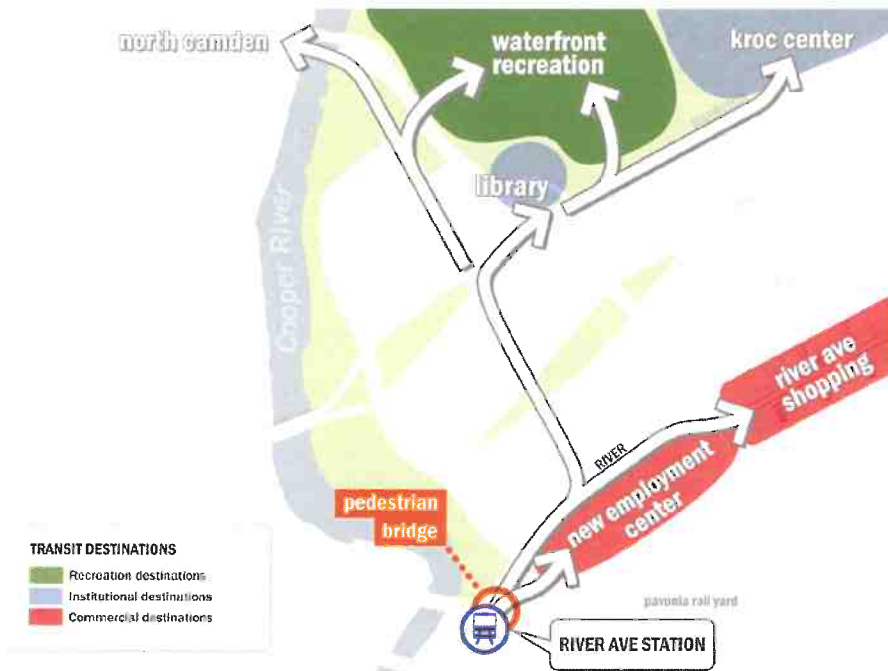 north camden
waterfront
recreation
kroc center
library
Cooper River
river ave
shopping
RIVER
new employment
center
pedestrian
bridge
TRANSIT DESTINATIONS
Recreation destinations
Institutional destinations
Commercial destinations
pavonia rail yard
RIVER AVE STATION